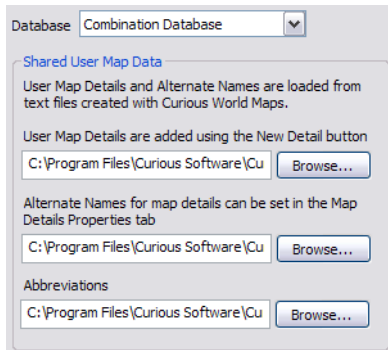 Database Combination Database
Shared User Map Data
User Map Details and Alternate Names are loaded from
text files created with Curious World Maps.
User Map Details are added using the New Detail button
C:\Program Files\Curious Software\Cu Browse...
Alternate Names for map details can be set in the Map
Details Properties tab
C:\Program Files\Curious Software\Cu Browse...
Abbreviations
C:\Program Files\Curious Software\Cu Browse...